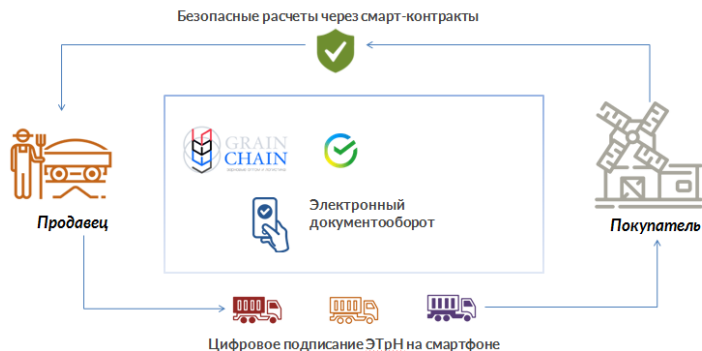 Безопасные расчеты через смарт-контракты
GRAIN
CHAIN
Электронный
документооборот
Продавец
Покупатель
Цифровое подписание ЭТрН на смартфоне